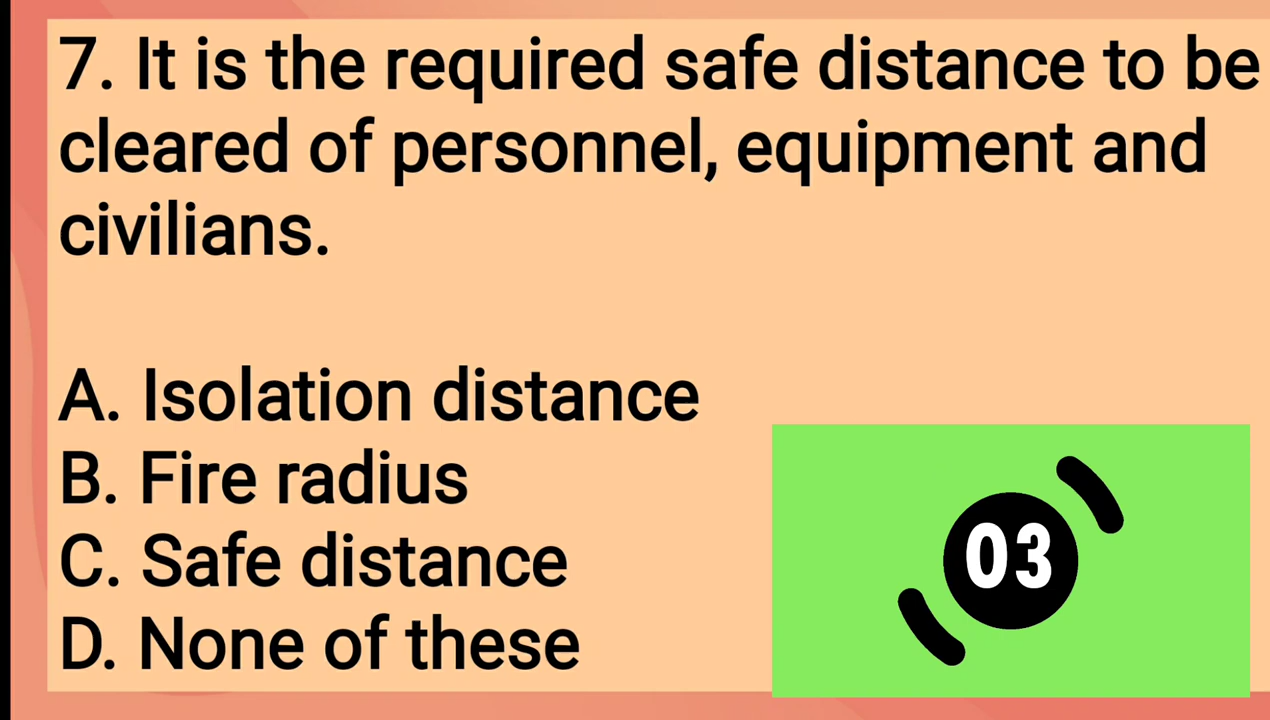 7. It is the required safe distance to be
cleared of personnel, equipment and
civilians.
A. Isolation distance
B. Fire radius
C. Safe distance
D. None of these
03